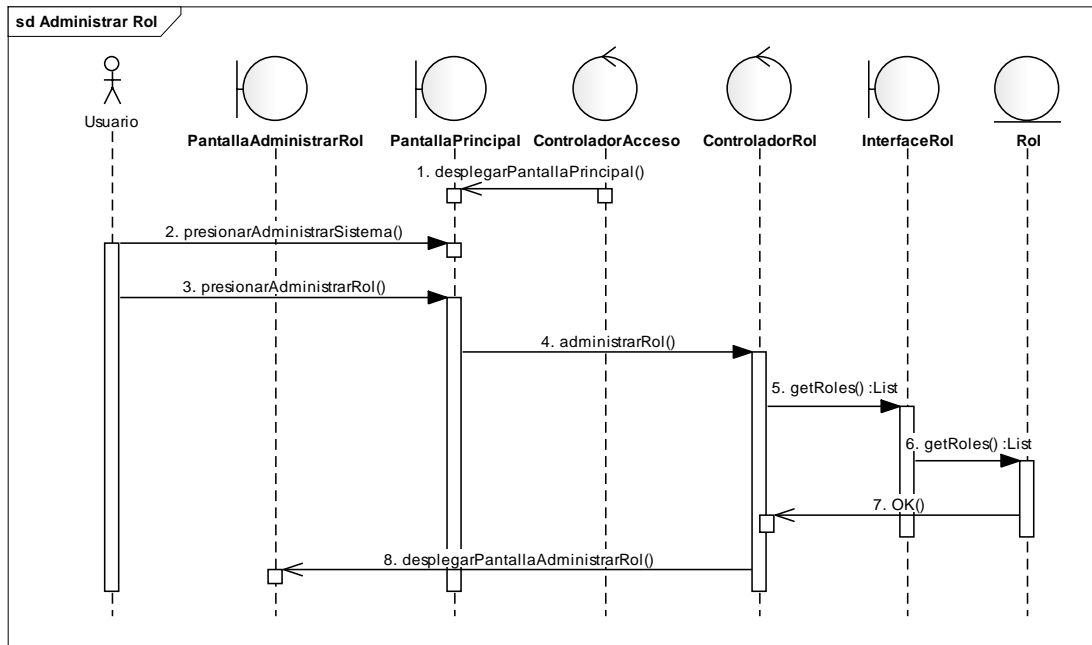 sd Administrar Rol
Usuario
PantallaAdministrarRol
PantallaPrincipal
ControladorAcceso
ControladorRol
InterfaceRol
Rol
1. desplegarPantallaPrincipal()
2. presionarAdministrarSistema()
3. presionarAdministrarRol()
4. administrarRol()
5. getRoles() :List
6. getRoles() :List
7. OK()
8. desplegarPantallaAdministrarRol()